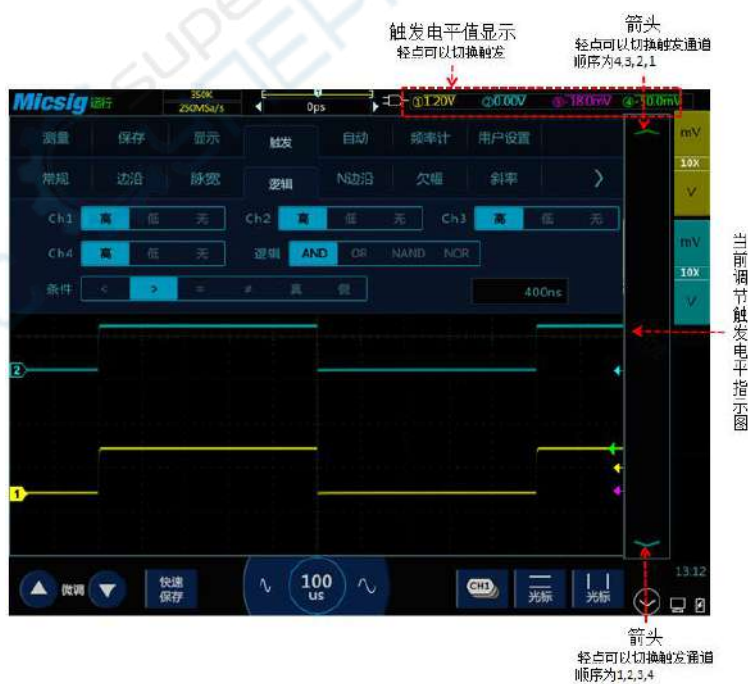 触发电平值显示
轻点可以切换触发
箭头
轻点可以切换触发通道
顺序为4,3,2,1
Micsig 运行
350K
250MSa/s
0ps
①1.20V ②0.00V ③-18.0mV ④-50.0mV
测量 保存 显示 触发 自动 频率计 用户设置
常规 边沿 脉宽 逻辑 N边沿 欠幅 斜率
Ch1 高 低 无 Ch2 高 低 无 Ch3 高 低 无
Ch4 高 低 无 逻辑 AND OR NAND NOR
条件 < > = ≠ 真 假 400ns
mV
10X
V
mV
10X
V
当前调节触发电平指示图
2
1
微调
快速
保存
100
us
CH1
光标
光标
13:12
箭头
轻点可以切换触发通道
顺序为1,2,3,4